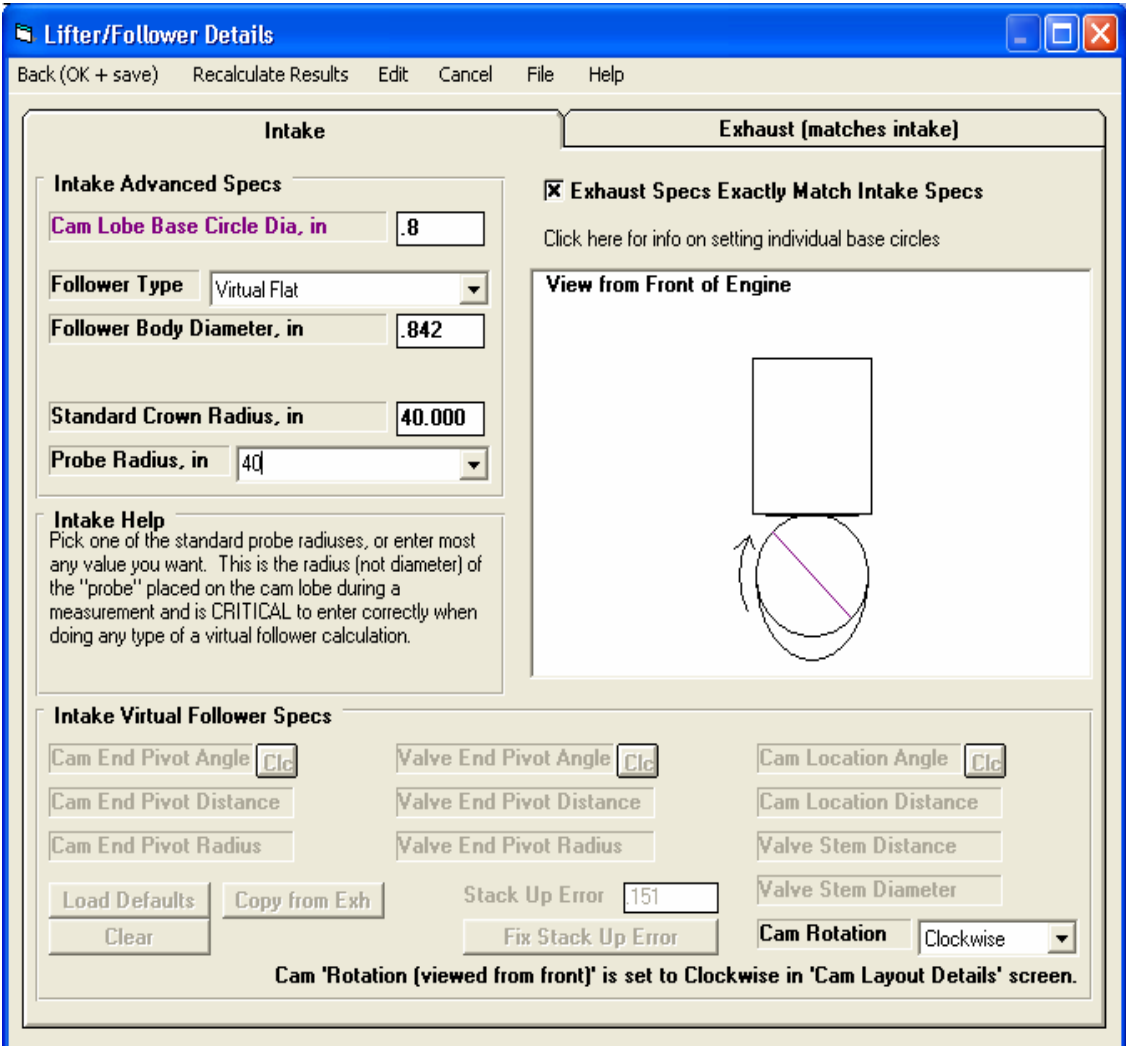 Lifter/Follower Details
Back (OK + save) Recalculate Results Edit Cancel File Help
Intake
Exhaust (matches intake)
Intake Advanced Specs
Cam Lobe Base Circle Dia, in .8
Follower Type Virtual Flat
Follower Body Diameter, in .842
Standard Crown Radius, in 40.000
Probe Radius, in 40
Exhaust Specs Exactly Match Intake Specs
Click here for info on setting individual base circles
View from Front of Engine
Intake Help
Pick one of the standard probe radiuses, or enter most
any value you want. This is the radius (not diameter) of
the "probe" placed on the cam lobe during a
measurement and is CRITICAL to enter correctly when
doing any type of a virtual follower calculation.
Intake Virtual Follower Specs
Cam End Pivot Angle Clc Valve End Pivot Angle Clc Cam Location Angle Clc
Cam End Pivot Distance Valve End Pivot Distance Cam Location Distance
Cam End Pivot Radius Valve End Pivot Radius Valve Stem Distance
Load Defaults Copy from Exh Stack Up Error .151 Valve Stem Diameter
Clear Fix Stack Up Error Cam Rotation Clockwise
Cam 'Rotation (viewed from front)' is set to Clockwise in 'Cam Layout Details' screen.